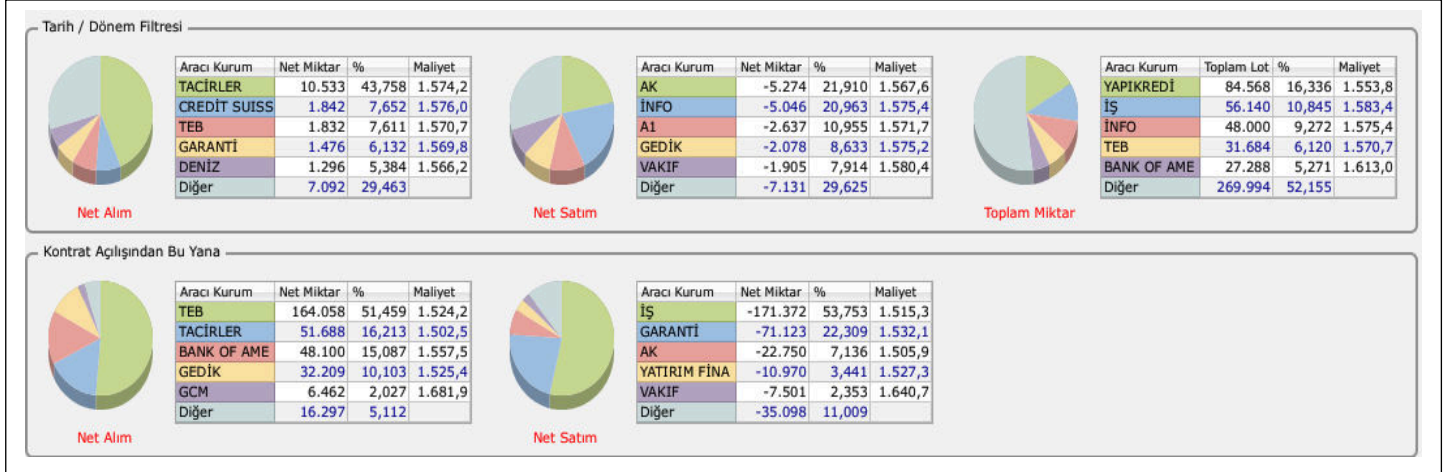 Tarih / Dönem Filtresi
Aracı Kurum Net Miktar % Maliyet
TACİRLER 10.533 43,758 1.574,2
CREDİT SUISS 1.842 7,652 1.576,0
TEB 1.832 7,611 1.570,7
GARANTİ 1.476 6,132 1.569,8
DENİZ 1.296 5,384 1.566,2
Diğer 7.092 29,463
Net Alım
Aracı Kurum Net Miktar % Maliyet
AK -5.274 21,910 1.567,6
İNFO -5.046 20,963 1.575,4
A1 -2.637 10,955 1.571,7
GEDİK -2.078 8,633 1.575,2
VAKIF -1.905 7,914 1.580,4
Diğer -7.131 29,625
Net Satım
Aracı Kurum Toplam Lot % Maliyet
YAPIKREDİ 84.568 16,336 1.553,8
İŞ 56.140 10,845 1.583,4
İNFO 48.000 9,272 1.575,4
TEB 31.684 6,120 1.570,7
BANK OF AME 27.288 5,271 1.613,0
Diğer 269.994 52,155
Toplam Miktar
Kontrat Açılışından Bu Yana
Aracı Kurum Net Miktar % Maliyet
TEB 164.058 51,459 1.524,2
TACİRLER 51.688 16,213 1.502,5
BANK OF AME 48.100 15,087 1.557,5
GEDİK 32.209 10,103 1.525,4
GCM 6.462 2,027 1.681,9
Diğer 16.297 5,112
Net Alım
Aracı Kurum Net Miktar % Maliyet
İŞ -171.372 53,753 1.515,3
GARANTİ -71.123 22,309 1.532,1
AK -22.750 7,136 1.505,9
YATIRIM FİNA -10.970 3,441 1.527,3
VAKIF -7.501 2,353 1.640,7
Diğer -35.098 11,009
Net Satım